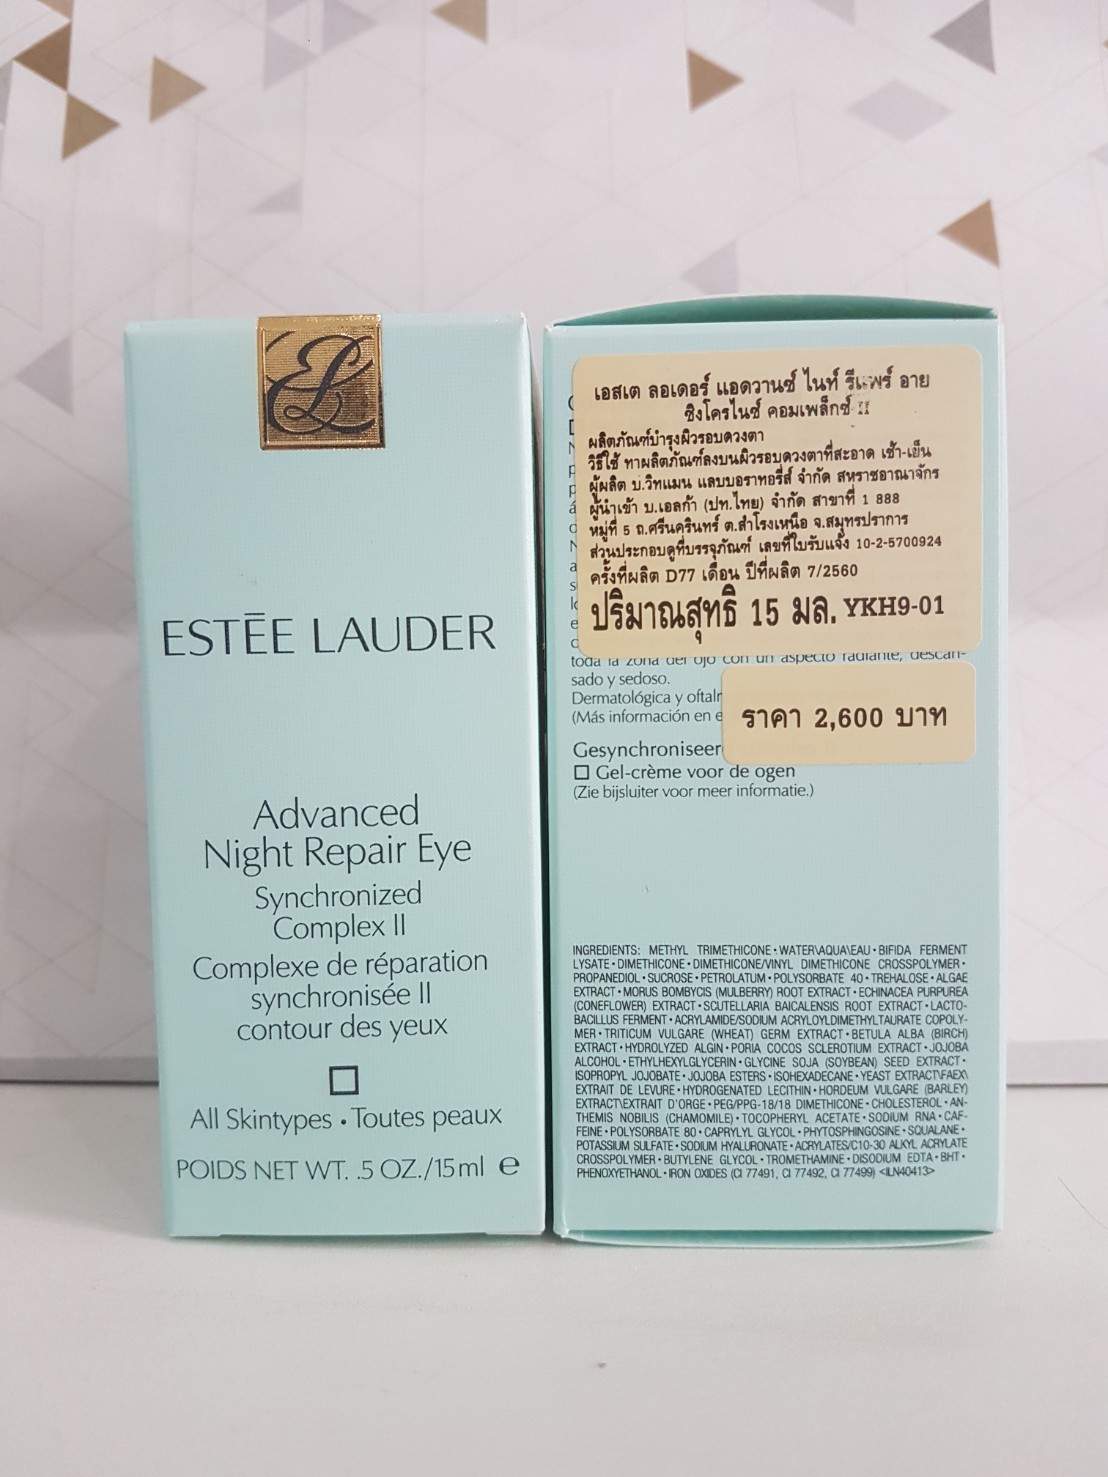 EL
ESTĒE LAUDER
Advanced
Night Repair Eye
Synchronized
Complex II
Complexe de réparation
synchronisée II
contour des yeux
All Skintypes • Toutes peaux
POIDS NET WT. .5 OZ./15ml ℮
เอสเต ลอเดอร์ แอดวานซ์ ไนท์ รีแพร์ อาย
ซิงโครไนซ์ คอมเพล็กซ์ II
ผลิตภัณฑ์บำรุงผิวรอบดวงตา
วิธีใช้ ทาผลิตภัณฑ์ลงบนผิวรอบดวงตาที่สะอาด เช้า-เย็น
ผู้ผลิต บ.วิทแมน แลบบอราทอรี่ส์ จำกัด สหราชอาณาจักร
ผู้นำเข้า บ.เอลก้า (ปท.ไทย) จำกัด สาขาที่ 1 888
หมู่ที่ 5 ถ.ศรีนครินทร์ ต.สำโรงเหนือ จ.สมุทรปราการ
ส่วนประกอบดูที่บรรจุภัณฑ์ เลขที่ใบรับแจ้ง 10-2-5700924
ครั้งที่ผลิต D77 เดือน ปีที่ผลิต 7/2560
ปริมาณสุทธิ 15 มล. YKH9-01
toda la zona del ojo con un aspecto radiante, descan-
sado y sedoso.
Dermatológica y oftalm
(Más información en e
ราคา 2,600 บาท
Gesynchroniseer
Gel-crème voor de ogen
(Zie bijsluiter voor meer informatie.)
INGREDIENTS: METHYL TRIMETHICONE • WATER\AQUA\EAU • BIFIDA FERMENT
LYSATE • DIMETHICONE • DIMETHICONE/VINYL DIMETHICONE CROSSPOLYMER •
PROPANEDIOL • SUCROSE • PETROLATUM • POLYSORBATE 40 • TREHALOSE • ALGAE
EXTRACT • MORUS BOMBYCIS (MULBERRY) ROOT EXTRACT • ECHINACEA PURPUREA
(CONEFLOWER) EXTRACT • SCUTELLARIA BAICALENSIS ROOT EXTRACT • LACTO-
BACILLUS FERMENT • ACRYLAMIDE/SODIUM ACRYLOYLDIMETHYLTAURATE COPOLY-
MER • TRITICUM VULGARE (WHEAT) GERM EXTRACT • BETULA ALBA (BIRCH)
EXTRACT • HYDROLYZED ALGIN • PORIA COCOS SCLEROTIUM EXTRACT • JOJOBA
ALCOHOL • ETHYLHEXYLGLYCERIN • GLYCINE SOJA (SOYBEAN) SEED EXTRACT •
ISOPROPYL JOJOBATE • JOJOBA ESTERS • ISOHEXADECANE • YEAST EXTRACT\FAEX\
EXTRAIT DE LEVURE • HYDROGENATED LECITHIN • HORDEUM VULGARE (BARLEY)
EXTRACT\EXTRAIT D'ORGE • PEG/PPG-18/18 DIMETHICONE • CHOLESTEROL • AN-
THEMIS NOBILIS (CHAMOMILE) • TOCOPHERYL ACETATE • SODIUM RNA • CAF-
FEINE • POLYSORBATE 80 • CAPRYLYL GLYCOL • PHYTOSPHINGOSINE • SQUALANE •
POTASSIUM SULFATE • SODIUM HYALURONATE • ACRYLATES/C10-30 ALKYL ACRYLATE
CROSSPOLYMER • BUTYLENE GLYCOL • TROMETHAMINE • DISODIUM EDTA • BHT •
PHENOXYETHANOL • IRON OXIDES (CI 77491, CI 77492, CI 77499) <ILN40413>